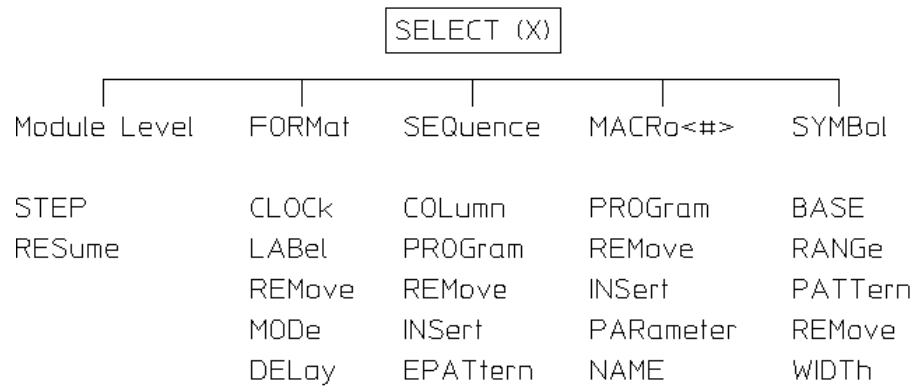 SELECT (X)
Module Level FORMat SEQuence MACRo<#> SYMBol
STEP CLOCk COLumn PROGram BASE
RESume LABel PROGram REMove RANGe
REMove REMove INSert PATTern
MODe INSert PARameter REMove
DELay EPATtern NAME WIDTh